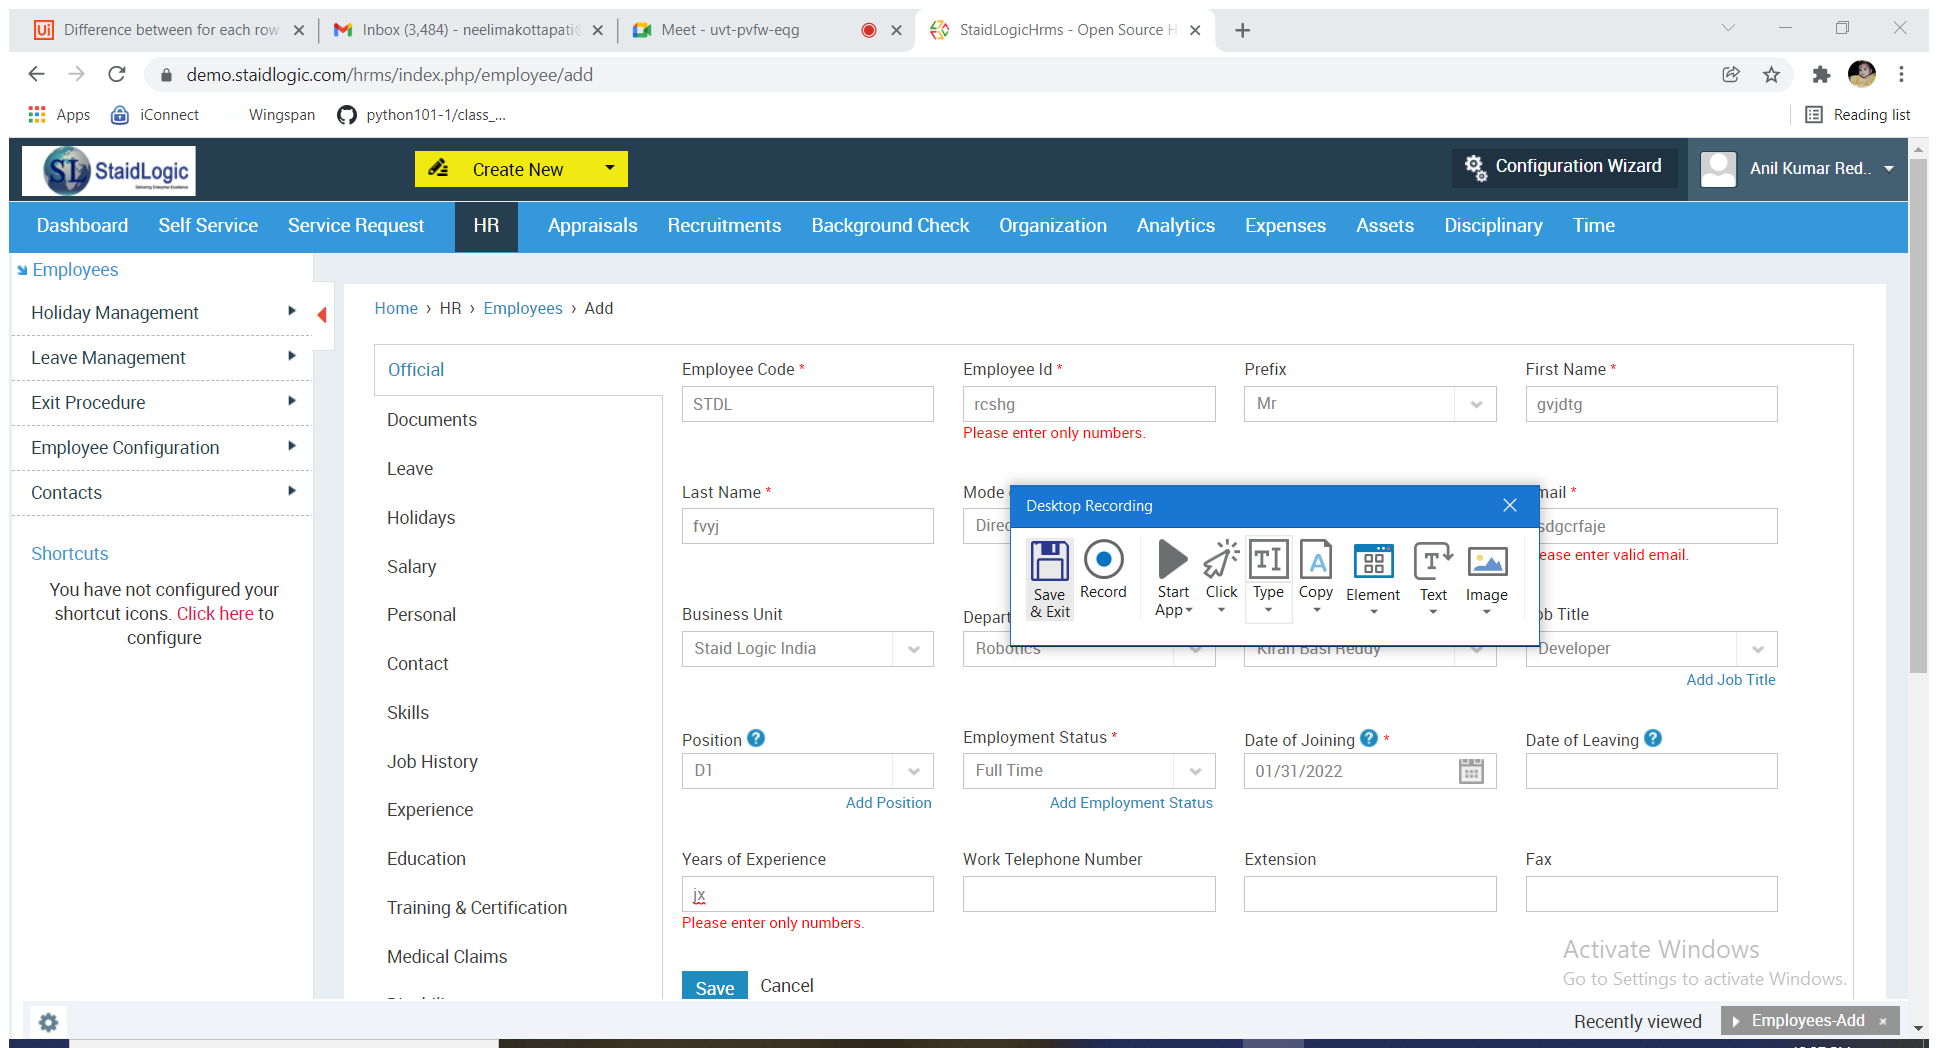 Difference between for each row
Inbox (3,484) - neelimakottapati@
Meet - uvt-pvfw-eqg
StaidLogicHrms - Open Source H
demo.staidlogic.com/hrms/index.php/employee/add
Apps
iConnect
Wingspan
python101-1/class_...
Reading list
SL StaidLogic
Delivering Enterprise Excellence
Create New
Configuration Wizard
Anil Kumar Red..
Dashboard
Self Service
Service Request
HR
Appraisals
Recruitments
Background Check
Organization
Analytics
Expenses
Assets
Disciplinary
Time
Employees
Holiday Management
Leave Management
Exit Procedure
Employee Configuration
Contacts
Shortcuts
You have not configured your
shortcut icons. Click here to
configure
Home › HR › Employees › Add
Official
Documents
Leave
Holidays
Salary
Personal
Contact
Skills
Job History
Experience
Education
Training & Certification
Medical Claims
Employee Code *
STDL
Employee Id *
rcshg
Please enter only numbers.
Prefix
Mr
First Name *
gvjdtg
Last Name *
fvyj
Mode
Direc
mail *
sdgcrfaje
ease enter valid email.
Desktop Recording
Save
& Exit
Record
Start
App
Click
Type
Copy
Element
Text
Image
Business Unit
Staid Logic India
Depart
Robotics
Kiran Basi Reddy
ob Title
Developer
Add Job Title
Position
D1
Add Position
Employment Status *
Full Time
Add Employment Status
Date of Joining *
01/31/2022
Date of Leaving
Years of Experience
jx
Please enter only numbers.
Work Telephone Number
Extension
Fax
Save
Cancel
Activate Windows
Go to Settings to activate Windows.
Recently viewed
Employees-Add